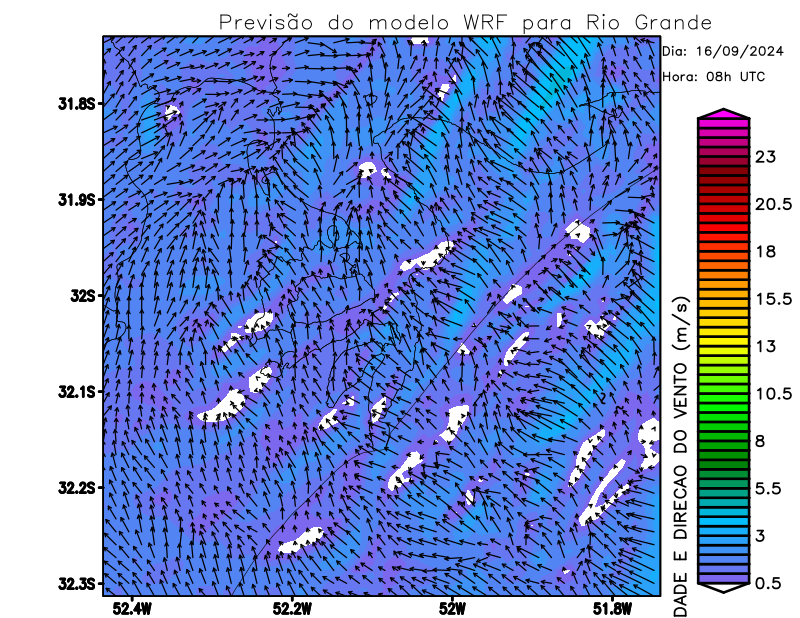 Previsão do modelo WRF para Rio Grande
Dia: 16/09/2024
Hora: 08h UTC
31.8S
31.9S
32S
32.1S
32.2S
32.3S
52.4W
52.2W
52W
51.8W
23
20.5
18
15.5
13
10.5
8
5.5
3
0.5
DADE E DIRECAO DO VENTO (m/s)